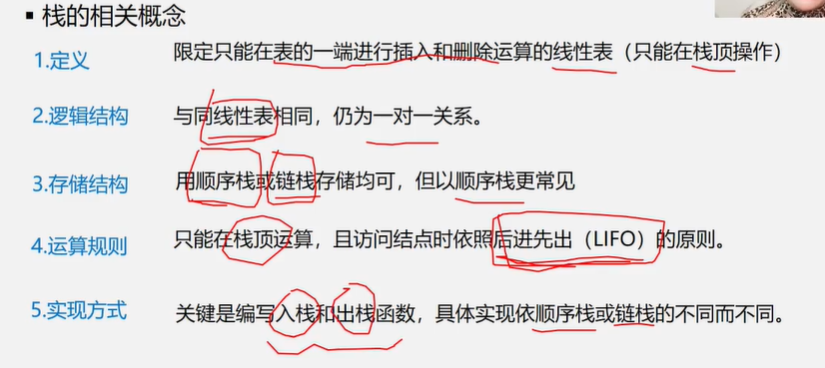 ▪ 栈的相关概念
1.定义 限定只能在表的一端进行插入和删除运算的线性表（只能在栈顶操作）
2.逻辑结构 与同线性表相同，仍为一对一关系。
3.存储结构 用顺序栈或链栈存储均可，但以顺序栈更常见
4.运算规则 只能在栈顶运算，且访问结点时依照后进先出（LIFO）的原则。
5.实现方式 关键是编写入栈和出栈函数，具体实现依顺序栈或链栈的不同而不同。